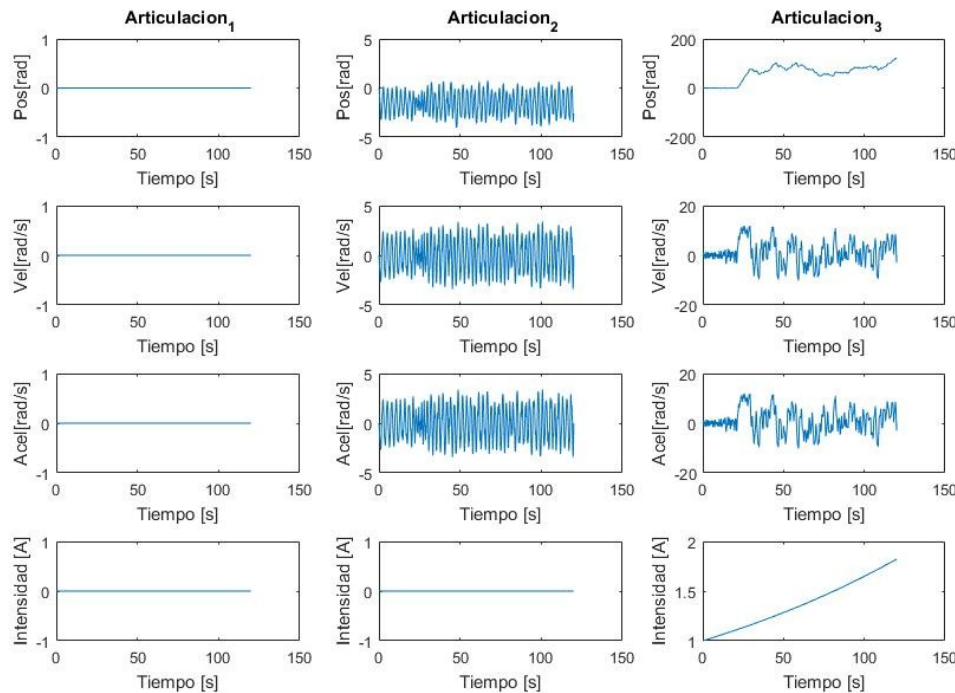 Articulacion₁
Articulacion₂
Articulacion₃
1
0
-1
Pos[rad]
0 50 100 150
Tiempo [s]
5
0
-5
Pos[rad]
0 50 100 150
Tiempo [s]
200
0
-200
Pos[rad]
0 50 100 150
Tiempo [s]
1
0
-1
Vel[rad/s]
0 50 100 150
Tiempo [s]
5
0
-5
Vel[rad/s]
0 50 100 150
Tiempo [s]
20
0
-20
Vel[rad/s]
0 50 100 150
Tiempo [s]
1
0
-1
Acel[rad/s]
0 50 100 150
Tiempo [s]
5
0
-5
Acel[rad/s]
0 50 100 150
Tiempo [s]
20
0
-20
Acel[rad/s]
0 50 100 150
Tiempo [s]
1
0
-1
Intensidad [A]
0 50 100 150
Tiempo [s]
1
0
-1
Intensidad [A]
0 50 100 150
Tiempo [s]
2
1.5
1
Intensidad [A]
0 50 100 150
Tiempo [s]